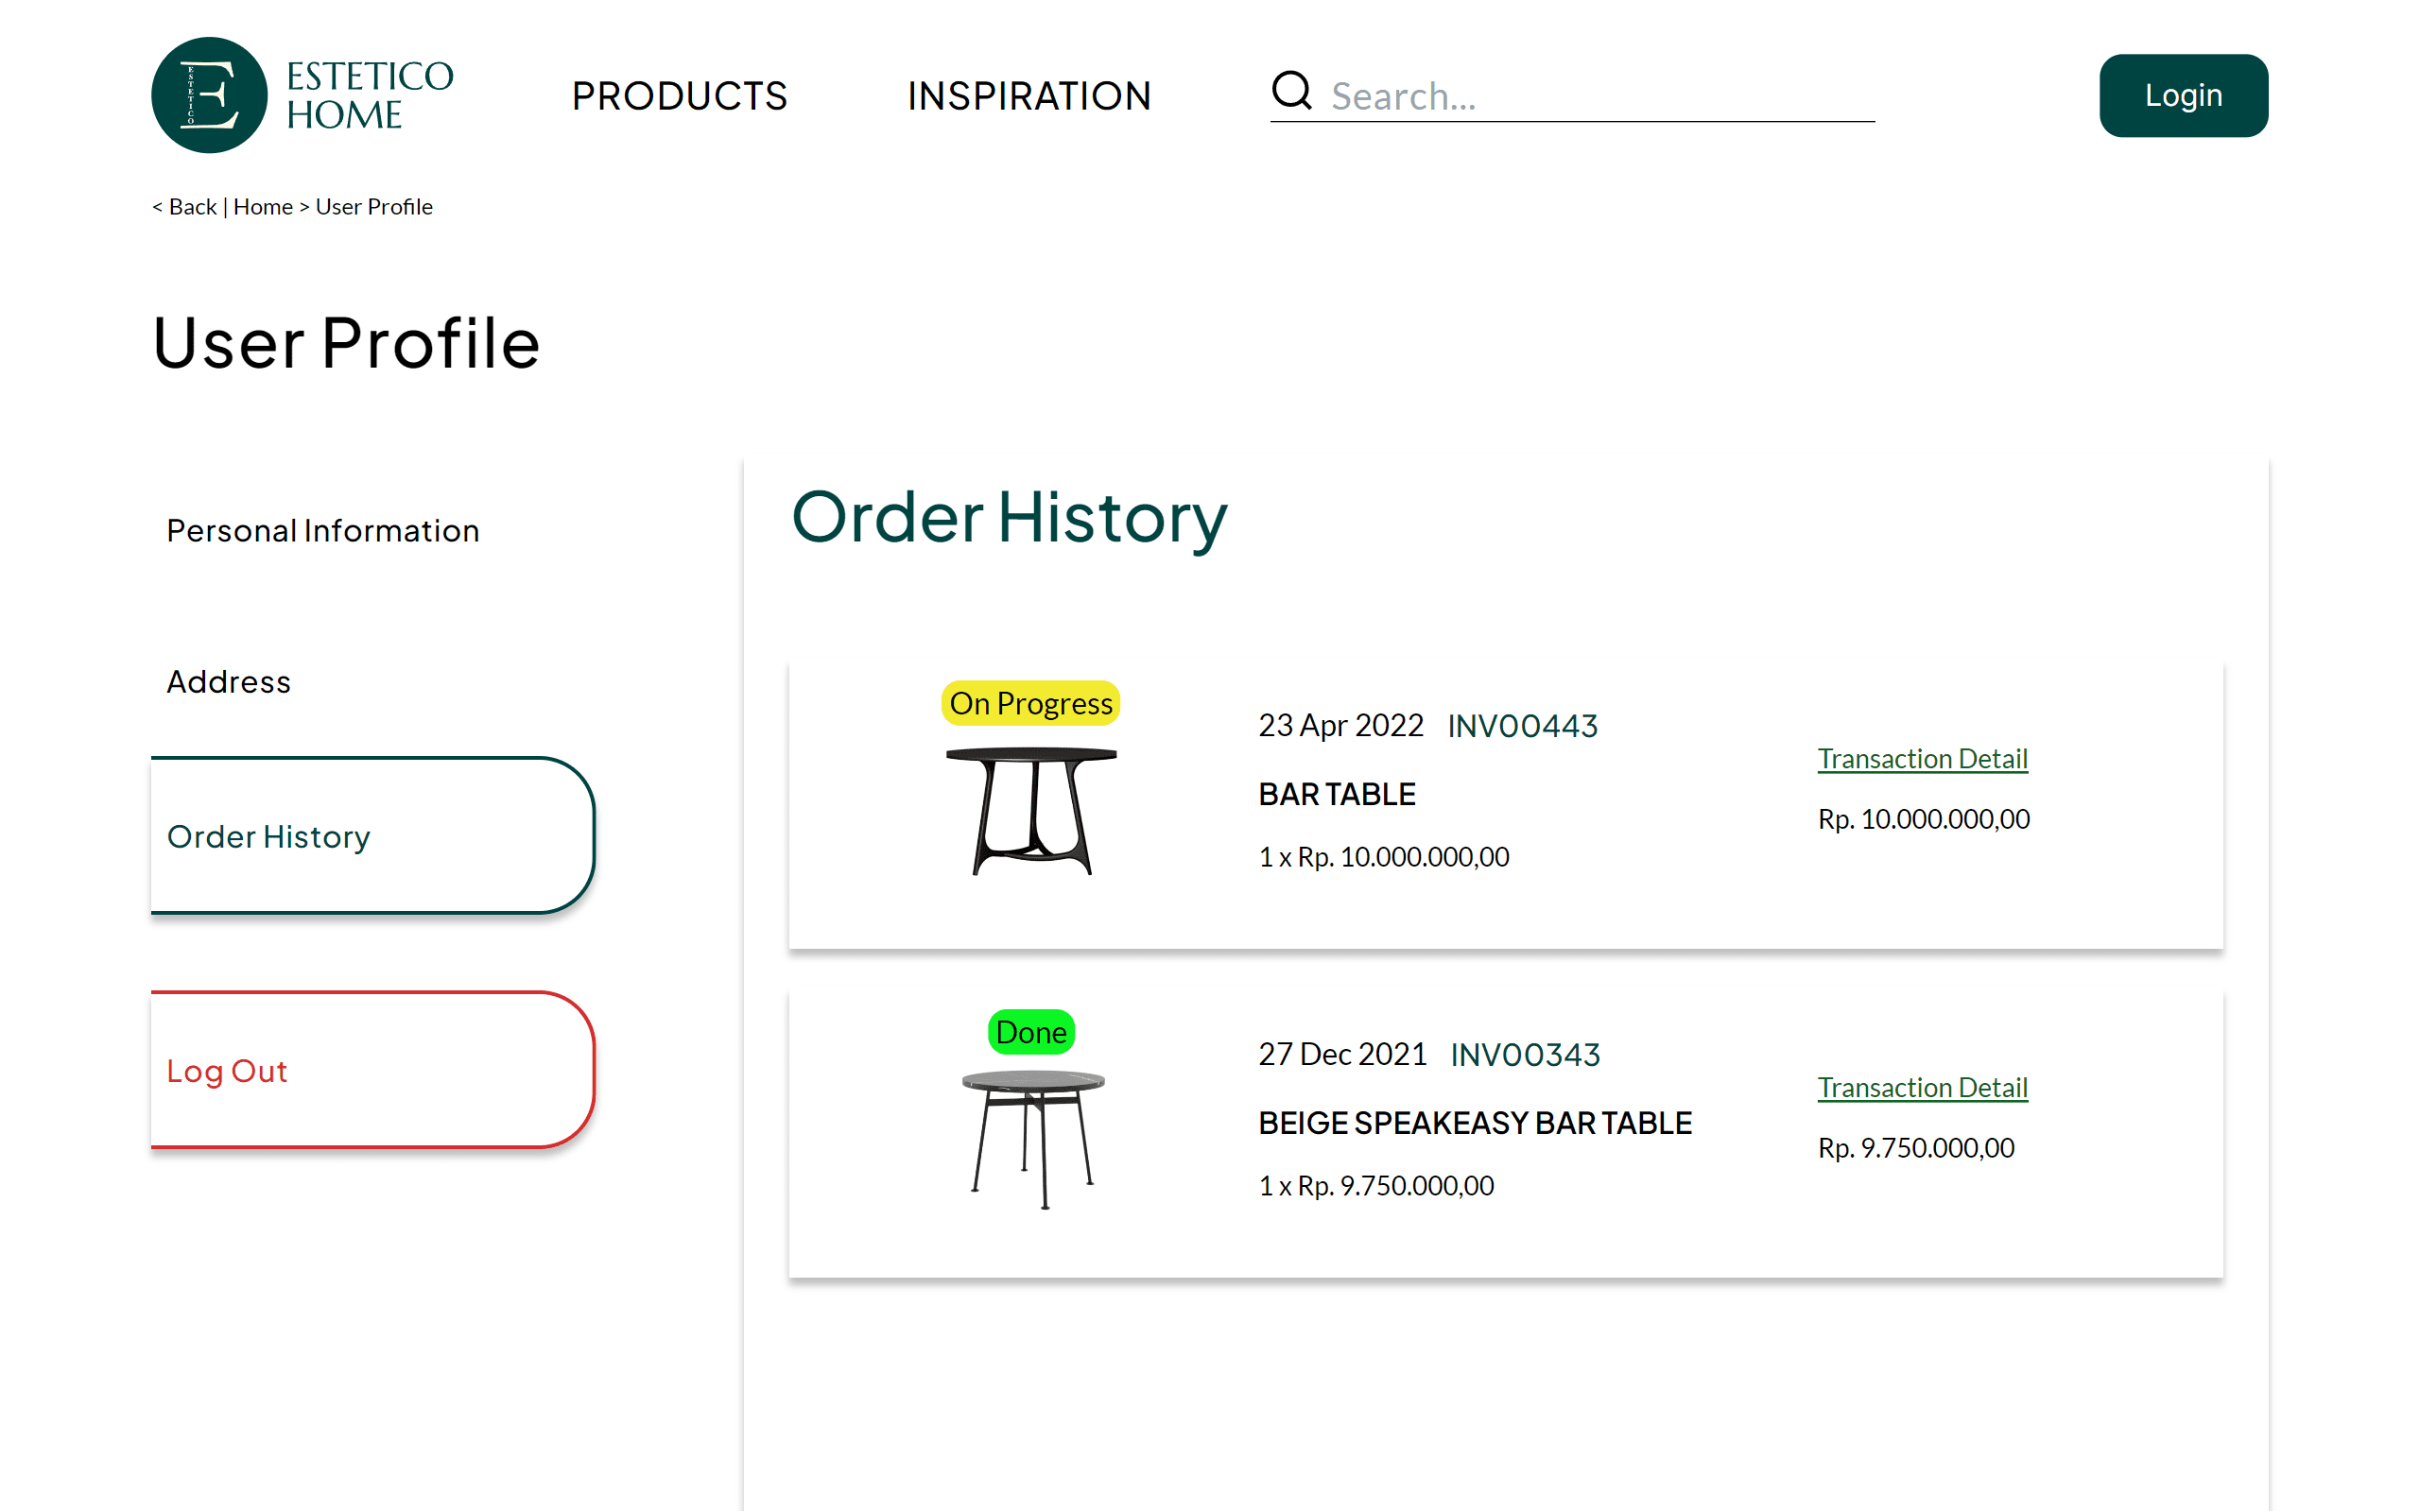 E
ESTETICO
ESTETICO
HOME
PRODUCTS
INSPIRATION
Search...
Login
< Back | Home > User Profile
User Profile
Personal Information
Address
Order History
Log Out
Order History
On Progress
23 Apr 2022 INV00443
BAR TABLE
1 x Rp. 10.000.000,00
Transaction Detail
Rp. 10.000.000,00
Done
27 Dec 2021 INV00343
BEIGE SPEAKEASY BAR TABLE
1 x Rp. 9.750.000,00
Transaction Detail
Rp. 9.750.000,00